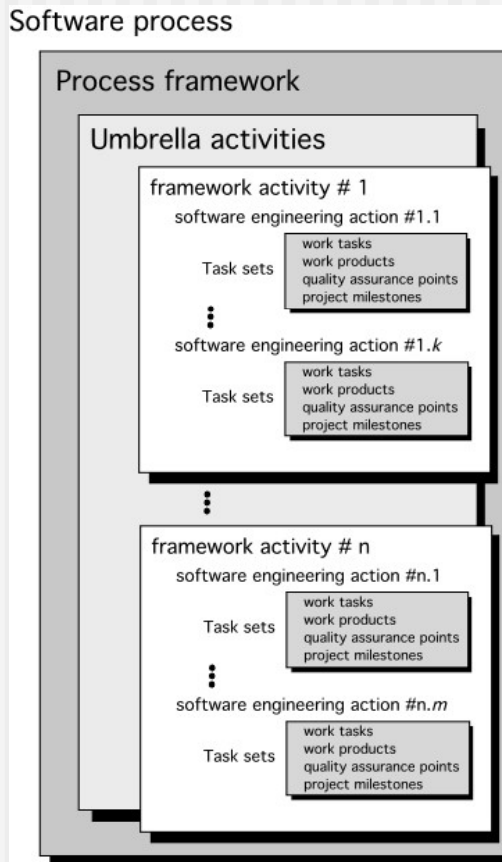 Software process
Process framework
Umbrella activities
framework activity # 1
software engineering action #1.1
Task sets
work tasks
work products
quality assurance points
project milestones
software engineering action #1.k
Task sets
work tasks
work products
quality assurance points
project milestones
framework activity # n
software engineering action #n.1
Task sets
work tasks
work products
quality assurance points
project milestones
software engineering action #n.m
Task sets
work tasks
work products
quality assurance points
project milestones